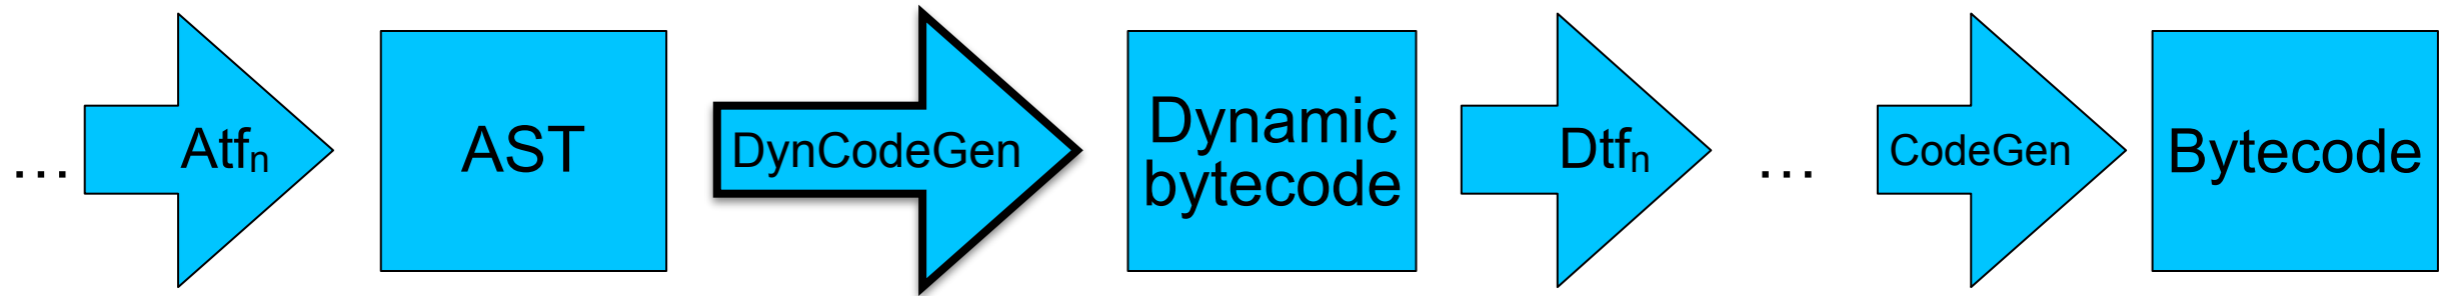 ...
Atfn
AST
DynCodeGen
Dynamic
bytecode
Dtfn
...
CodeGen
Bytecode